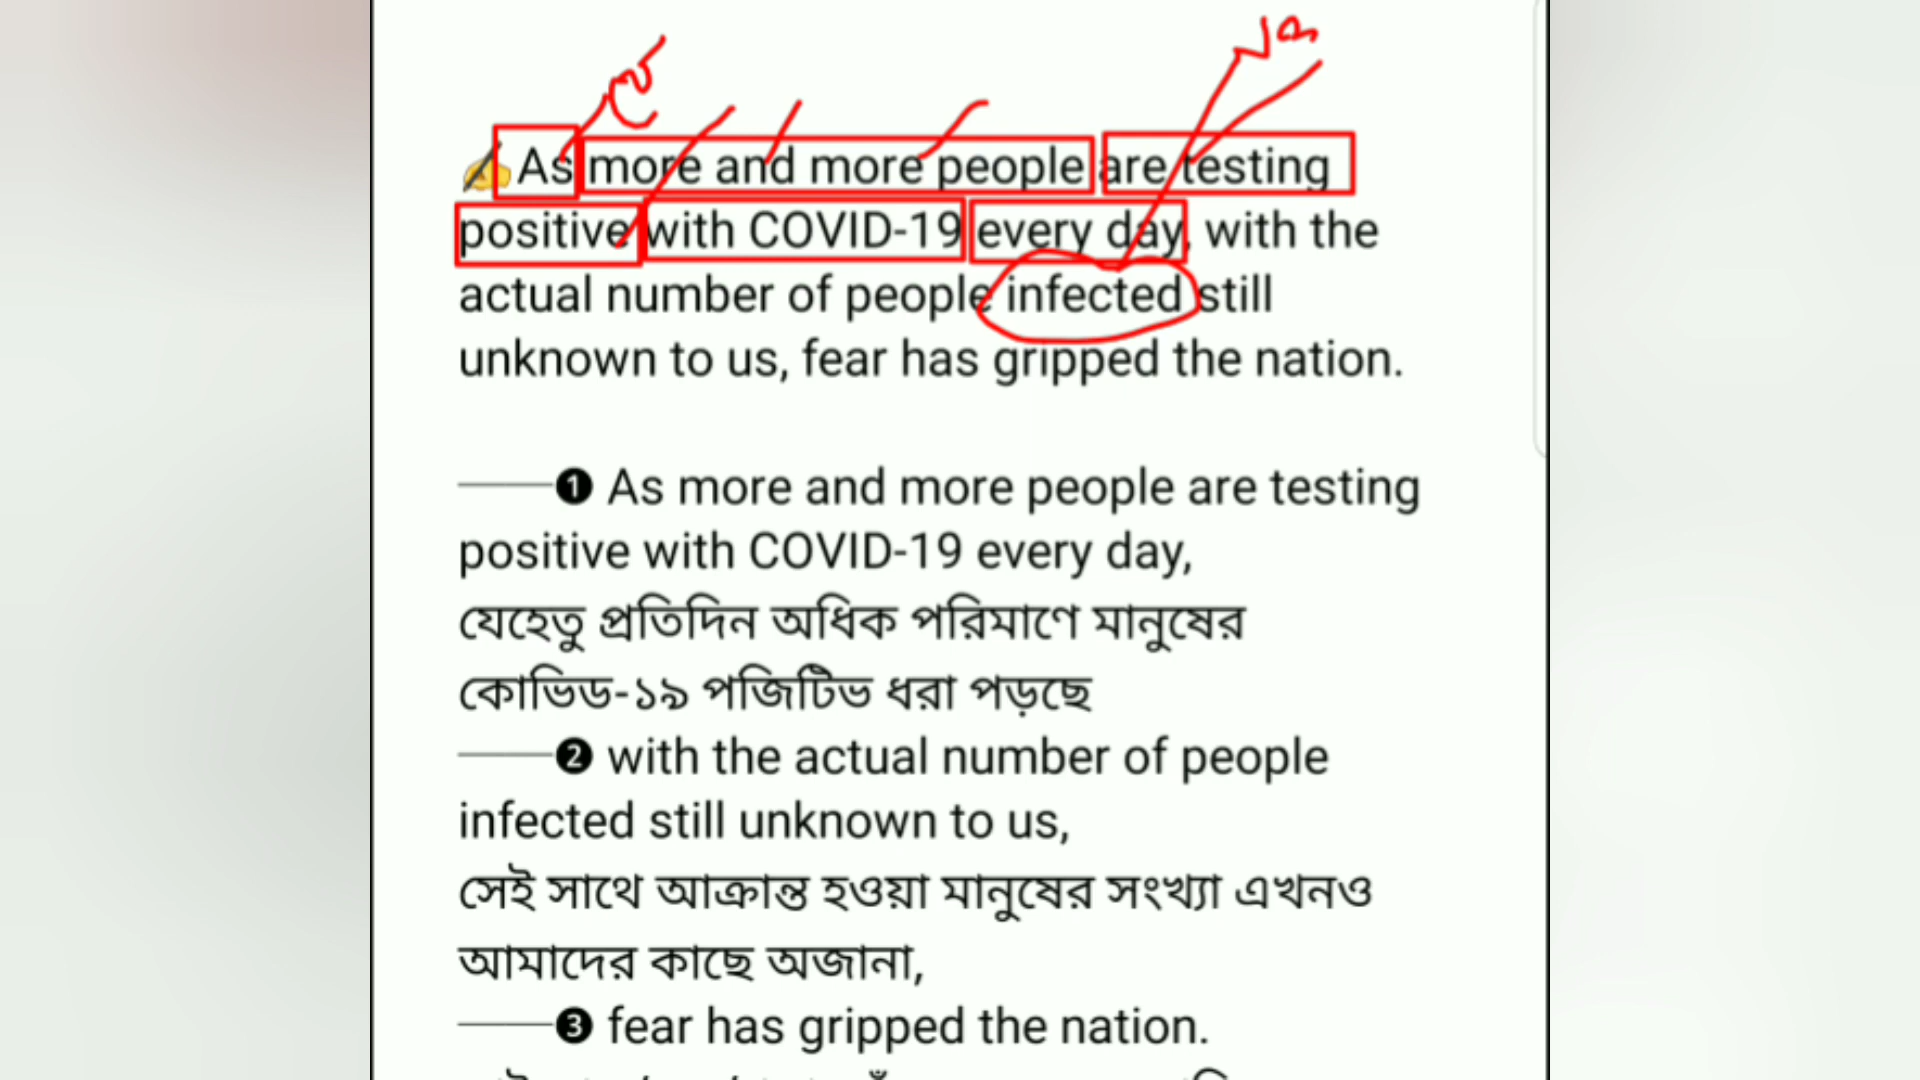 ✍ As more and more people are testing
positive with COVID-19 every day, with the
actual number of people infected still
unknown to us, fear has gripped the nation.
——❶ As more and more people are testing
positive with COVID-19 every day,
যেহেতু প্রতিদিন অধিক পরিমাণে মানুষের
কোভিড-১৯ পজিটিভ ধরা পড়ছে
——❷ with the actual number of people
infected still unknown to us,
সেই সাথে আক্রান্ত হওয়া মানুষের সংখ্যা এখনও
আমাদের কাছে অজানা,
——❸ fear has gripped the nation.